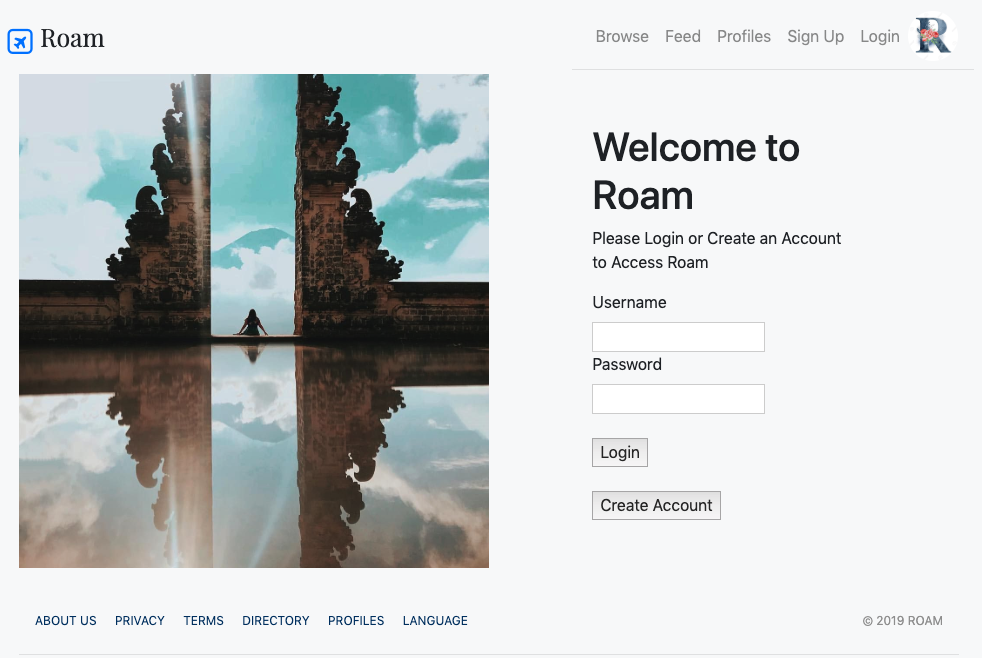 Roam
Browse Feed Profiles Sign Up Login R
Welcome to
Roam
Please Login or Create an Account
to Access Roam
Username
Password
Login
Create Account
ABOUT US PRIVACY TERMS DIRECTORY PROFILES LANGUAGE
© 2019 ROAM